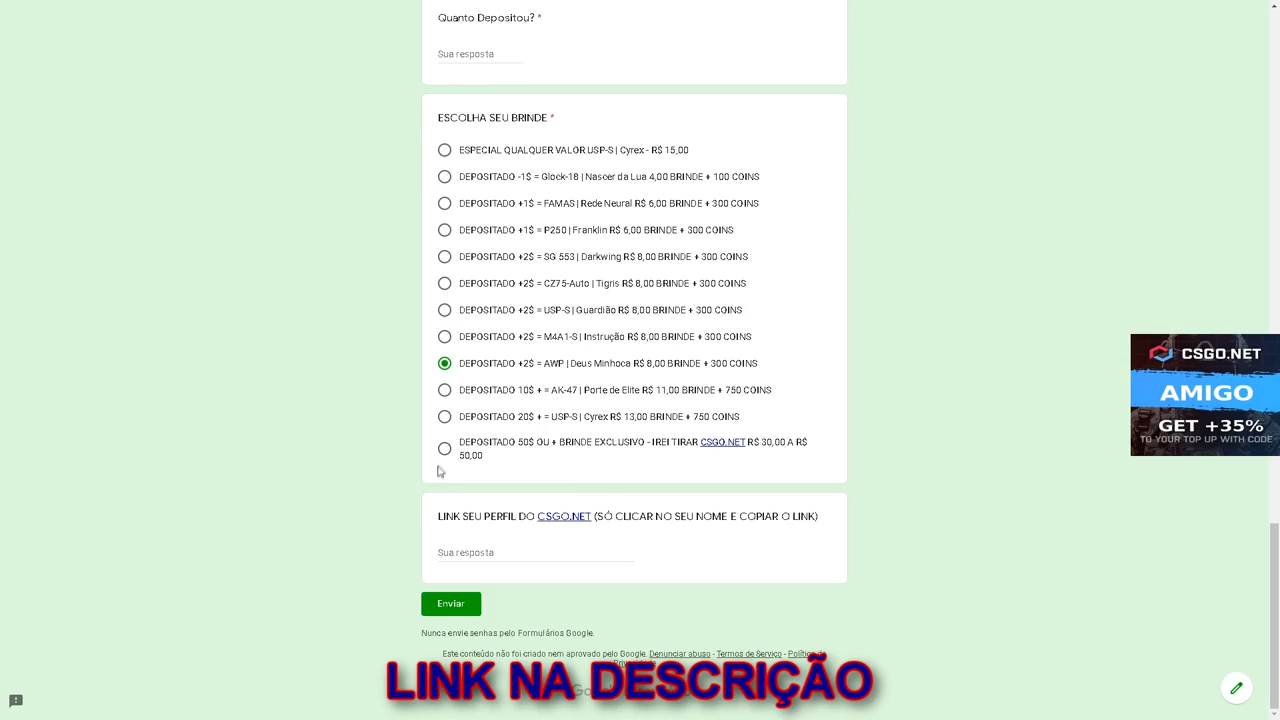 Quanto Depositou? *
Sua resposta
ESCOLHA SEU BRINDE *
ESPECIAL QUALQUER VALOR USP-S | Cyrex - R$ 15,00
DEPOSITADO -1$ = Glock-18 | Nascer da Lua 4,00 BRINDE + 100 COINS
DEPOSITADO +1$ = FAMAS | Rede Neural R$ 6,00 BRINDE + 300 COINS
DEPOSITADO +1$ = P250 | Franklin R$ 6,00 BRINDE + 300 COINS
DEPOSITADO +2$ = SG 553 | Darkwing R$ 8,00 BRINDE + 300 COINS
DEPOSITADO +2$ = CZ75-Auto | Tigris R$ 8,00 BRINDE + 300 COINS
DEPOSITADO +2$ = USP-S | Guardião R$ 8,00 BRINDE + 300 COINS
DEPOSITADO +2$ = M4A1-S | Instrução R$ 8,00 BRINDE + 300 COINS
DEPOSITADO +2$ = AWP | Deus Minhoca R$ 8,00 BRINDE + 300 COINS
DEPOSITADO 10$ + = AK-47 | Porte de Elite R$ 11,00 BRINDE + 750 COINS
DEPOSITADO 20$ + = USP-S | Cyrex R$ 13,00 BRINDE + 750 COINS
DEPOSITADO 50$ OU + BRINDE EXCLUSIVO - IREI TIRAR CSGO.NET R$ 30,00 A R$
50,00
CSGO.NET
AMIGO
GET +35%
TO YOUR TOP UP WITH CODE
LINK SEU PERFIL DO CSGO.NET (SÓ CLICAR NO SEU NOME E COPIAR O LINK)
Sua resposta
Enviar
Nunca envie senhas pelo Formulários Google.
Este conteúdo não foi criado nem aprovado pelo Google. Denunciar abuso - Termos de Serviço - Política de
LINK NA DESCRIÇÃO